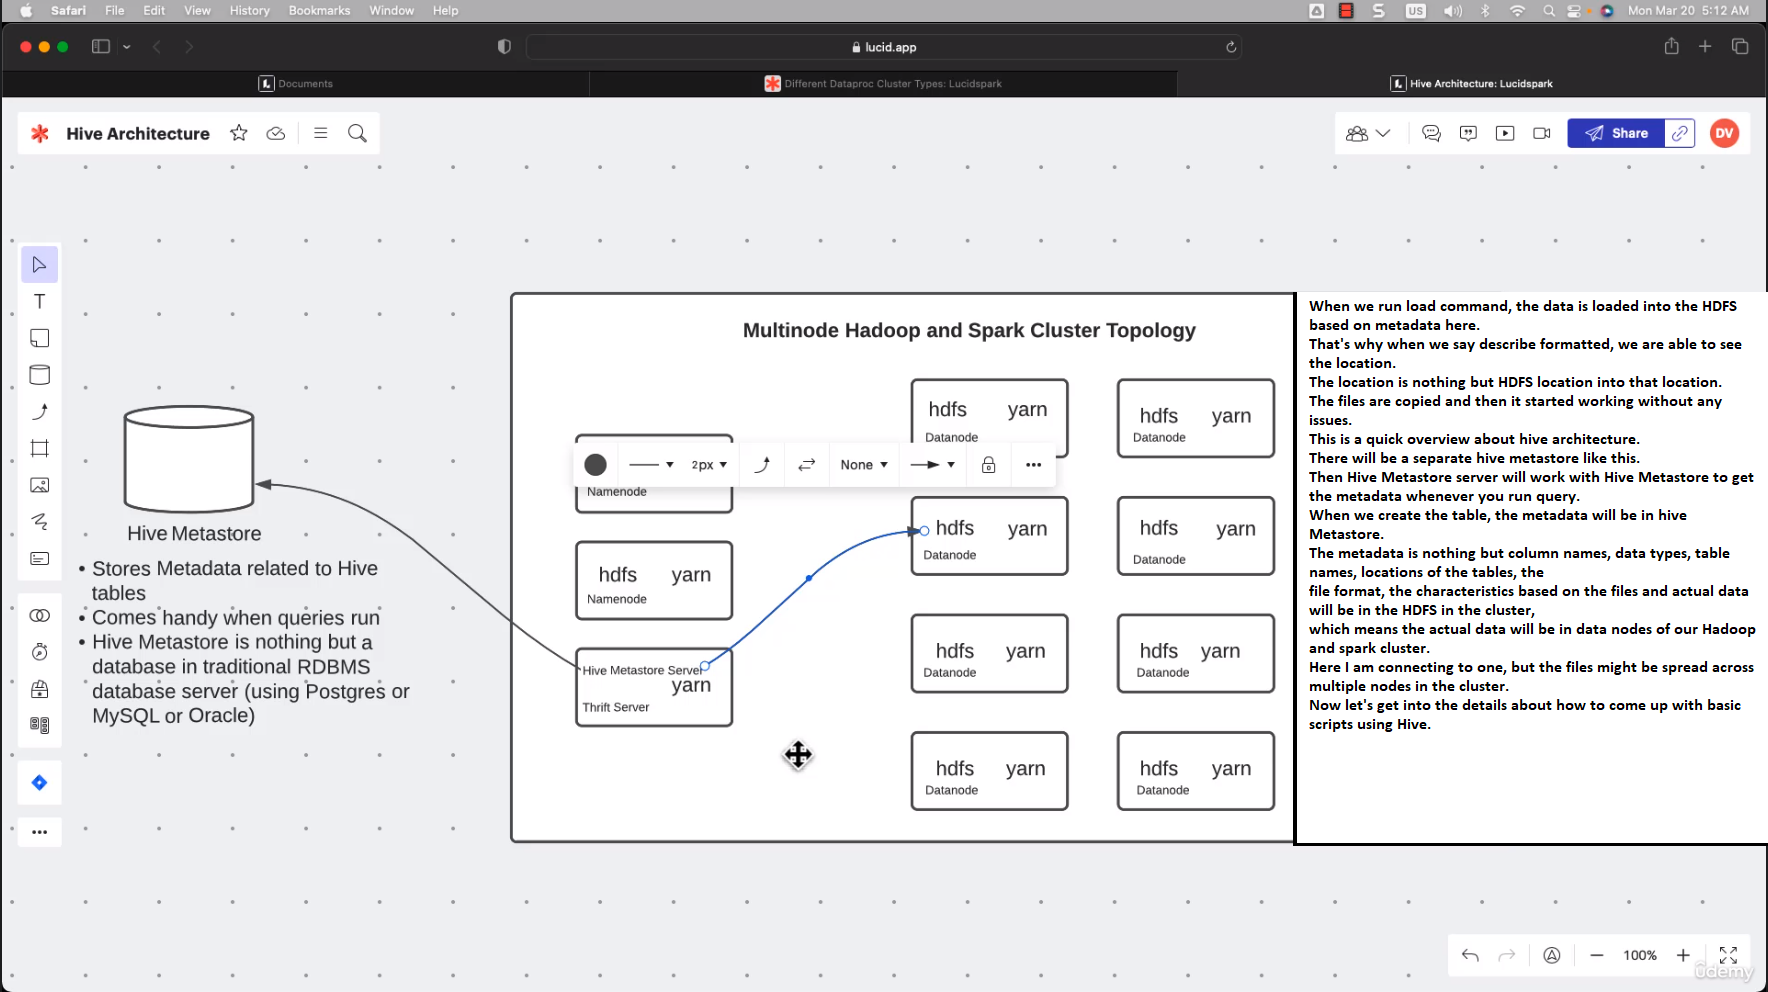 Safari File Edit View History Bookmarks Window Help
US Mon Mar 20 5:12 AM
lucid.app
Documents
Different Dataproc Cluster Types: Lucidspark
Hive Architecture: Lucidspark
Hive Architecture
Share
DV
T
Multinode Hadoop and Spark Cluster Topology
hdfs yarn
Datanode
hdfs yarn
Datanode
2px
None
Namenode
hdfs yarn
Datanode
hdfs yarn
Datanode
Hive Metastore
• Stores Metadata related to Hive
tables
• Comes handy when queries run
• Hive Metastore is nothing but a
database in traditional RDBMS
database server (using Postgres or
MySQL or Oracle)
hdfs yarn
Namenode
Hive Metastore Server
yarn
Thrift Server
hdfs yarn
Datanode
hdfs yarn
Datanode
hdfs yarn
Datanode
hdfs yarn
Datanode
When we run load command, the data is loaded into the HDFS
based on metadata here.
That's why when we say describe formatted, we are able to see
the location.
The location is nothing but HDFS location into that location.
The files are copied and then it started working without any
issues.
This is a quick overview about hive architecture.
There will be a separate hive metastore like this.
Then Hive Metastore server will work with Hive Metastore to get
the metadata whenever you run query.
When we create the table, the metadata will be in hive
Metastore.
The metadata is nothing but column names, data types, table
names, locations of the tables, the
file format, the characteristics based on the files and actual data
will be in the HDFS in the cluster,
which means the actual data will be in data nodes of our Hadoop
and spark cluster.
Here I am connecting to one, but the files might be spread across
multiple nodes in the cluster.
Now let's get into the details about how to come up with basic
scripts using Hive.
100%
udemy